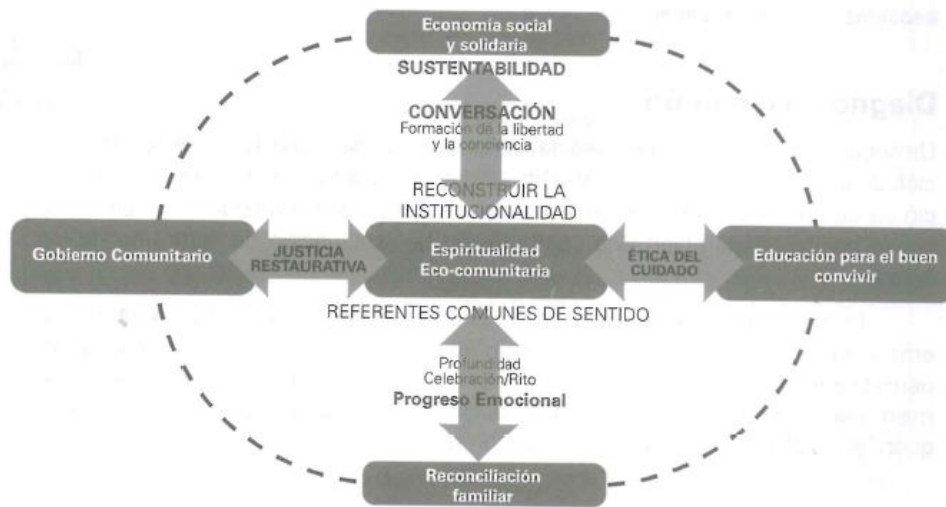 Economía social
y solidaria
SUSTENTABILIDAD
CONVERSACIÓN
Formación de la libertad
y la conciencia
RECONSTRUIR LA
INSTITUCIONALIDAD
Gobierno Comunitario
JUSTICIA
RESTAURATIVA
Espiritualidad
Eco-comunitaria
ÉTICA DEL
CUIDADO
Educación para el buen
convivir
REFERENTES COMUNES DE SENTIDO
Profundidad
Celebración/Rito
Progreso Emocional
Reconciliación
familiar